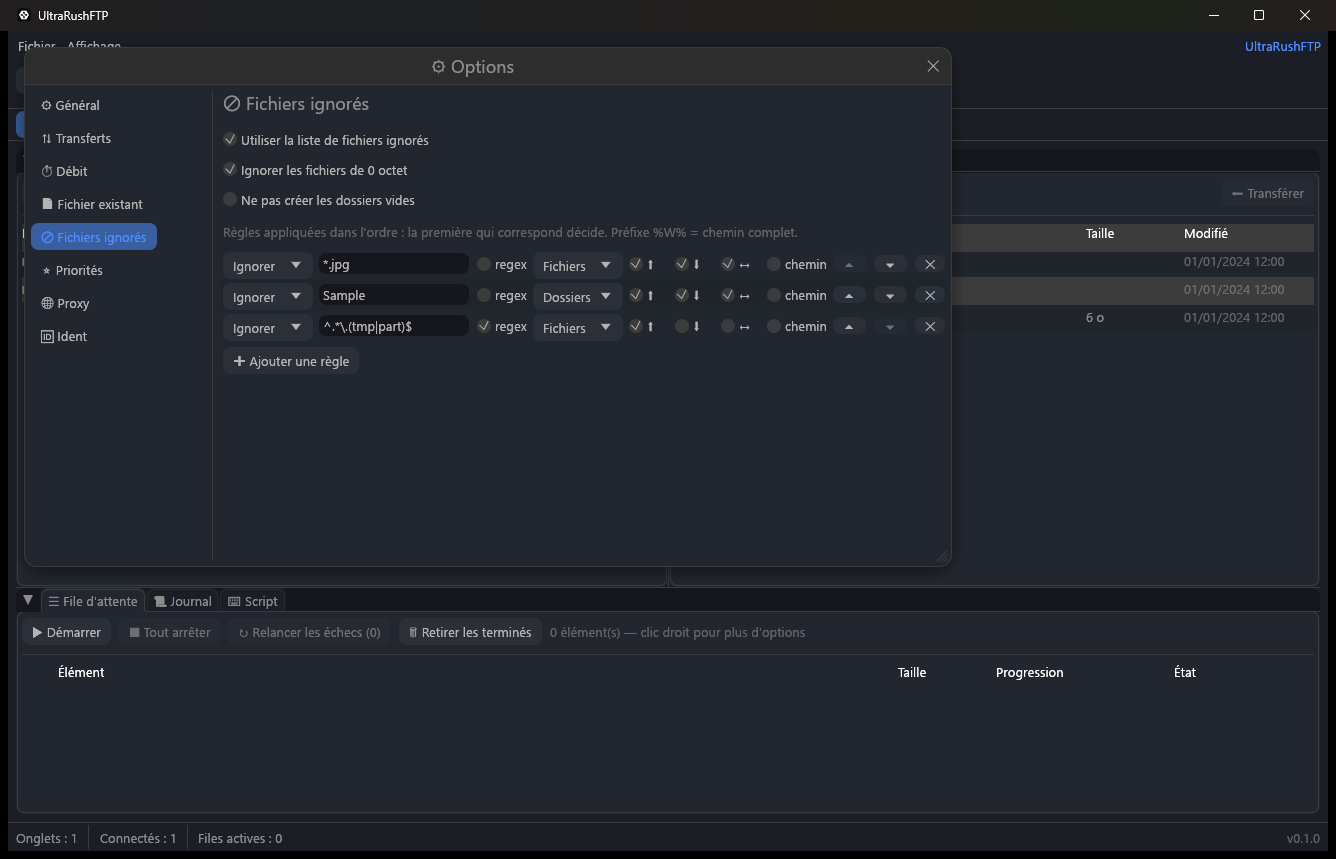 UltraRushFTP
Fichier Affichage UltraRushFTP
Options
Général
Transferts
Débit
Fichier existant
Fichiers ignorés
Priorités
Proxy
Ident
Fichiers ignorés
Utiliser la liste de fichiers ignorés
Ignorer les fichiers de 0 octet
Ne pas créer les dossiers vides
Règles appliquées dans l'ordre : la première qui correspond décide. Préfixe %W% = chemin complet.
Ignorer *.jpg regex Fichiers ⬆ ⬇ ↔ chemin
Ignorer Sample regex Dossiers ⬆ ⬇ ↔ chemin
Ignorer ^.*\.(tmp|part)$ regex Fichiers ⬆ ⬇ ↔ chemin
Ajouter une règle
Transférer
Taille Modifié
01/01/2024 12:00
01/01/2024 12:00
6 o 01/01/2024 12:00
File d'attente Journal Script
Démarrer Tout arrêter Relancer les échecs (0) Retirer les terminés 0 élément(s) — clic droit pour plus d'options
Élément Taille Progression État
Onglets : 1 Connectés : 1 Files actives : 0 v0.1.0